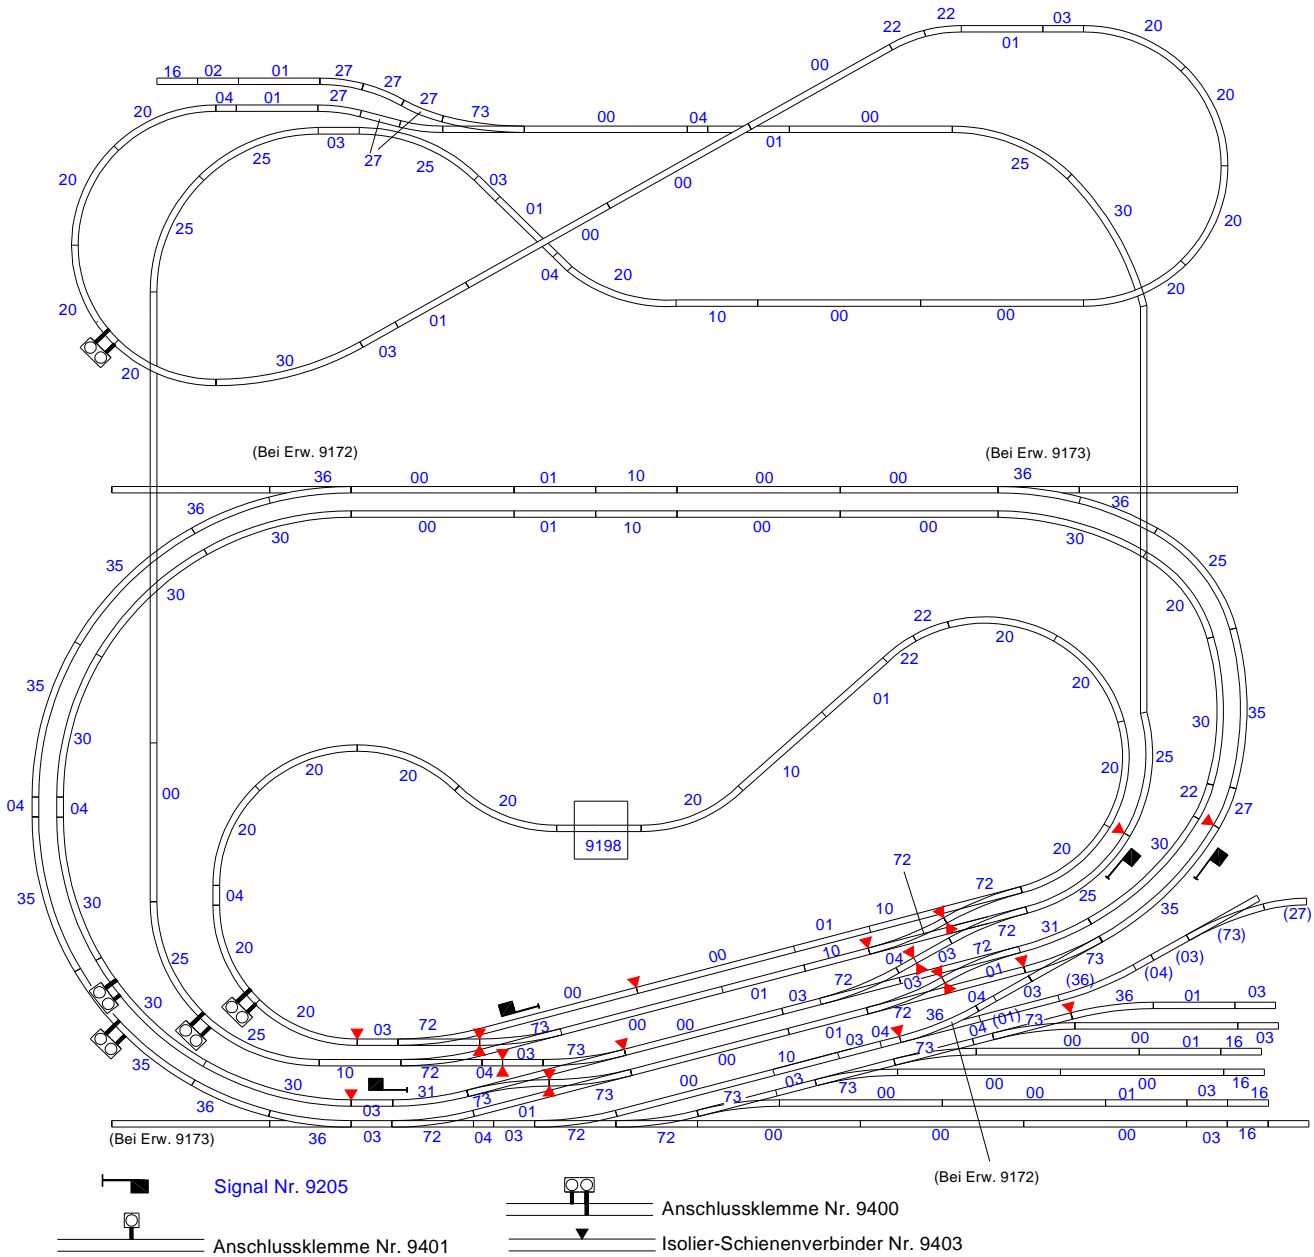 22 22 03 20
01
00
16 02 01 27 27 27 73 00 04 00 20
20 04 01 27 01
27
25 03 25 00 25
20 03 30
25 01 00 20
04 20 20
20 10 00 00
01 03
20 30
(Bei Erw. 9172) (Bei Erw. 9173)
36 00 01 10 00 00 36
36 36
30 00 01 10 00 00 30
35 25
30 20
22 20
22
35 20
01 30 35
30 25
20 20 10 20
04 04 00 20 20 22 27
20 9198
30
72 20
35 04 72 25
30 01 10 35
20 00 10 04 03 72 31
25 00 01 03 72 72 01 73 (73) (27)
(03)
(04)
(36)
30 20 03 72 73 00 00 03 04 03 36 01 03
25 03 73 01 03 04 72 36 (01) 04 73
35 10 72 04 00 10 73 00 00 01 16 03
30 31 73 73 00 03 73 00 00 16
36 03 01 00 00 01 03 16
(Bei Erw. 9173) 36 03 72 04 03 72 72 00 00 00 03 16
(Bei Erw. 9172)
Signal Nr. 9205
Anschlussklemme Nr. 9400
Anschlussklemme Nr. 9401
Isolier-Schienenverbinder Nr. 9403